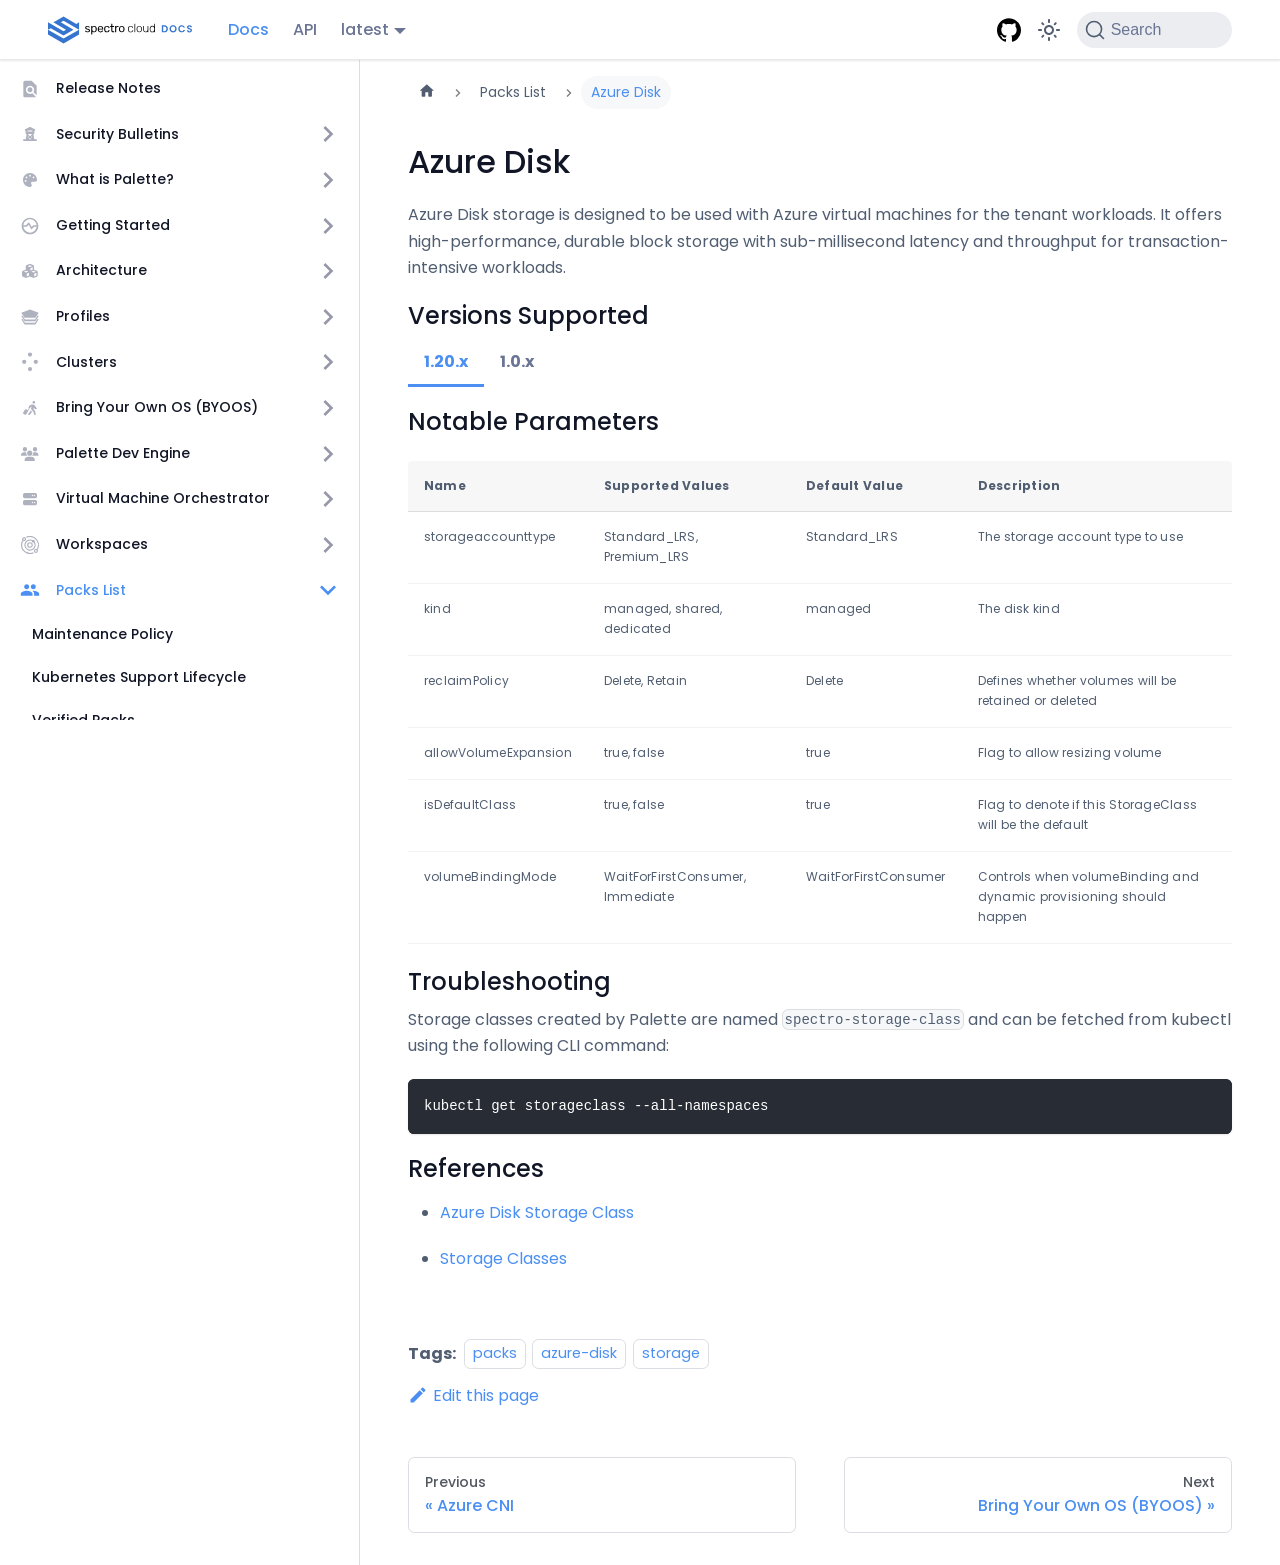 spectro cloud DOCS Docs API latest Search
Release Notes
Security Bulletins
What is Palette?
Getting Started
Architecture
Profiles
Clusters
Bring Your Own OS (BYOOS)
Palette Dev Engine
Virtual Machine Orchestrator
Workspaces
Packs List
Maintenance Policy
Kubernetes Support Lifecycle
Verified Packs
Packs List Azure Disk
Azure Disk
Azure Disk storage is designed to be used with Azure virtual machines for the tenant workloads. It offers
high-performance, durable block storage with sub-millisecond latency and throughput for transaction-
intensive workloads.
Versions Supported
1.20.x 1.0.x
Notable Parameters
Name Supported Values Default Value Description
storageaccounttype Standard_LRS, Standard_LRS The storage account type to use
Premium_LRS
kind managed, shared, managed The disk kind
dedicated
reclaimPolicy Delete, Retain Delete Defines whether volumes will be
retained or deleted
allowVolumeExpansion true, false true Flag to allow resizing volume
isDefaultClass true, false true Flag to denote if this StorageClass
will be the default
volumeBindingMode WaitForFirstConsumer, WaitForFirstConsumer Controls when volumeBinding and
Immediate dynamic provisioning should
happen
Troubleshooting
Storage classes created by Palette are named spectro-storage-class and can be fetched from kubectl
using the following CLI command:
kubectl get storageclass --all-namespaces
References
Azure Disk Storage Class
Storage Classes
Tags: packs azure-disk storage
Edit this page
Previous
« Azure CNI
Next
Bring Your Own OS (BYOOS) »